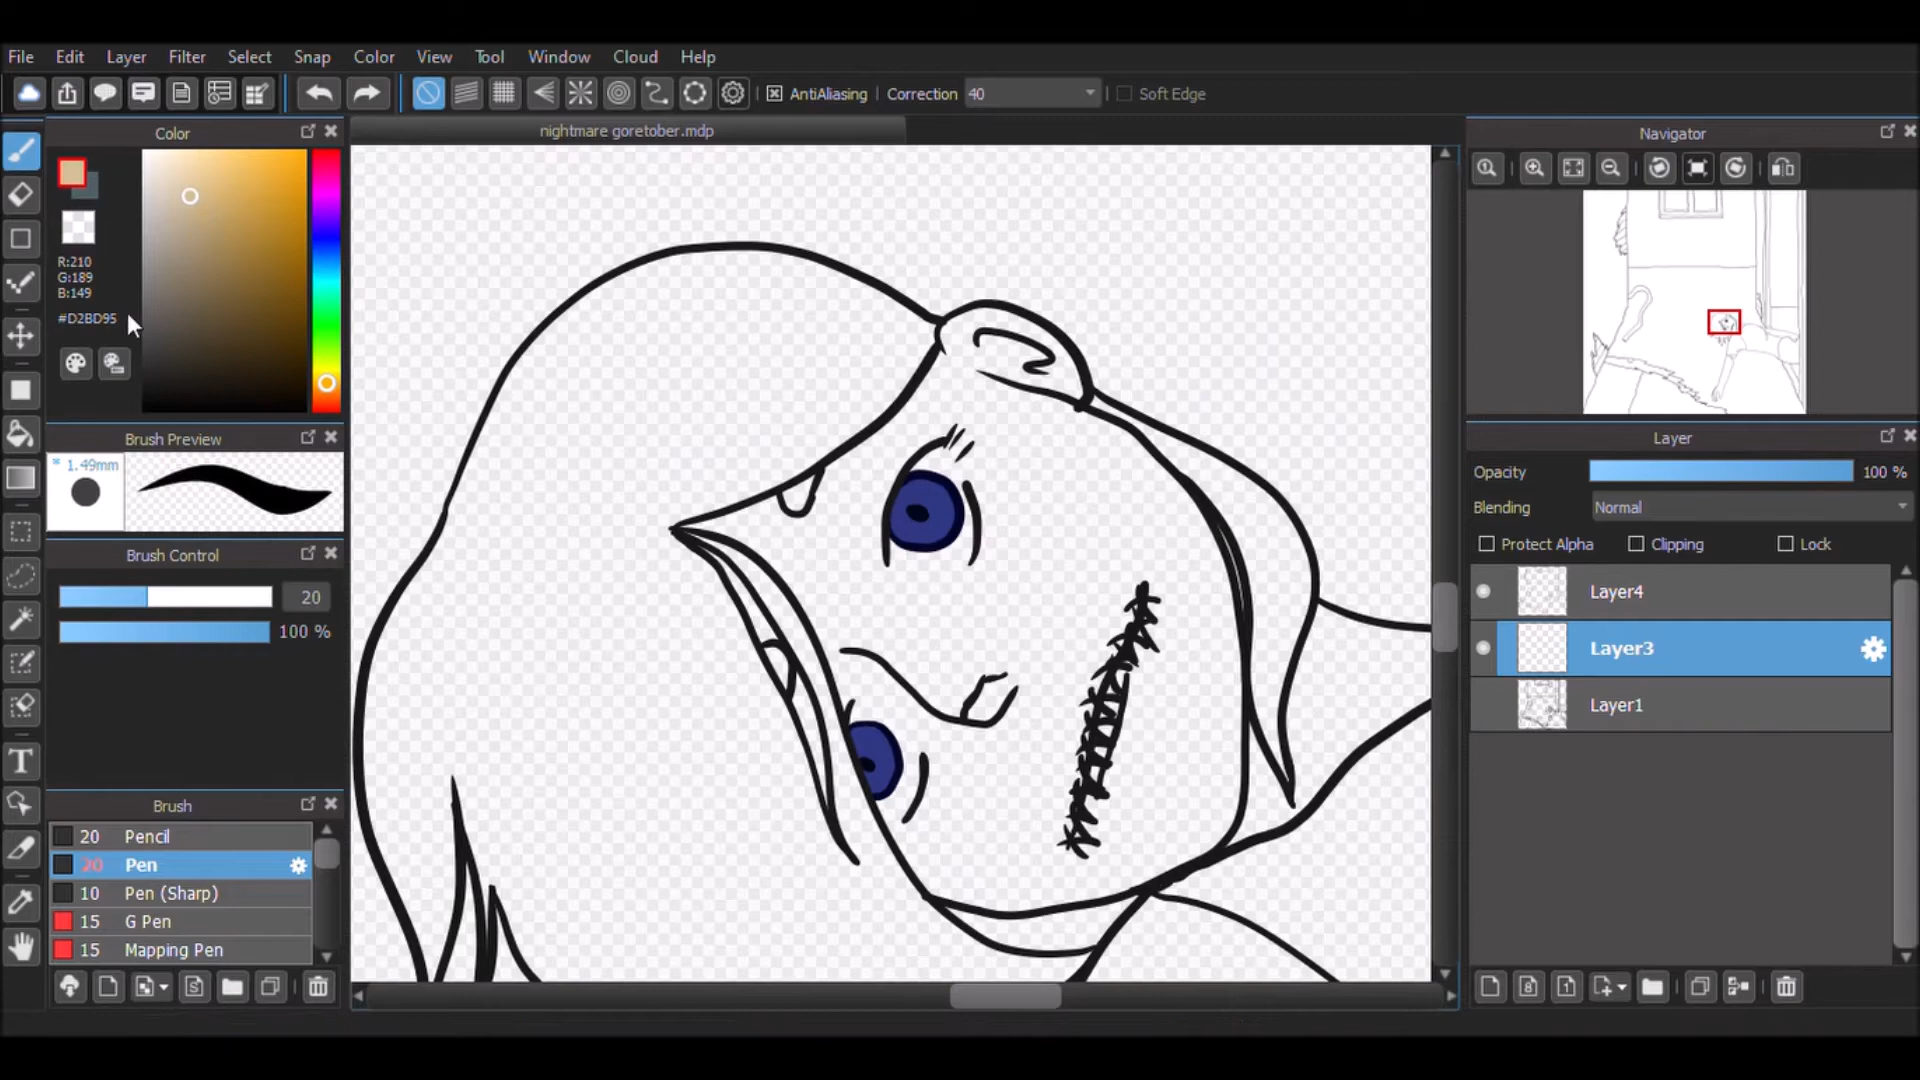 File Edit Layer Filter Select Snap Color View Tool Window Cloud Help
AntiAliasing Correction 40 Soft Edge
Color
nightmare goretober.mdp
Navigator
R:210
G:189
B:149
#D2BD95
Brush Preview
* 1.49mm
Brush Control
20
100 %
Brush
20 Pencil
20 Pen
10 Pen (Sharp)
15 G Pen
15 Mapping Pen
Layer
Opacity 100 %
Blending Normal
Protect Alpha Clipping Lock
Layer4
Layer3
Layer1